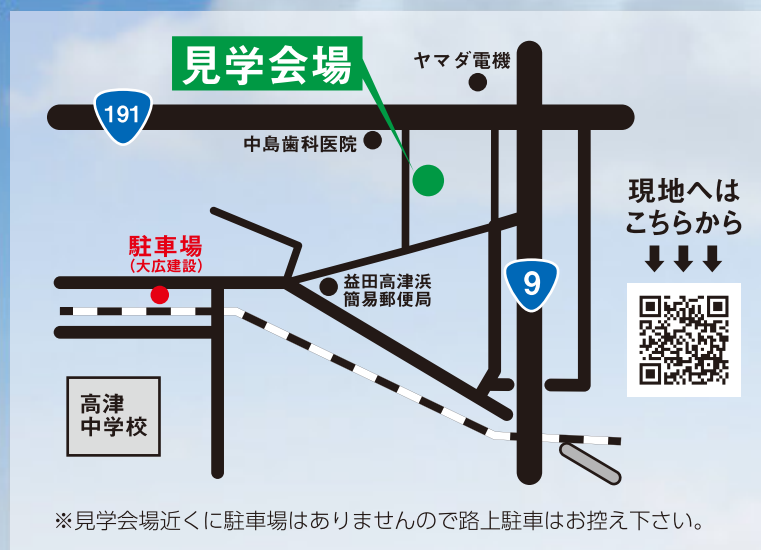 見学会場
ヤマダ電機
191
中島歯科医院
現地へは
こちらから
駐車場
(大広建設)
益田高津浜
簡易郵便局
9
高津
中学校
※見学会場近くに駐車場はありませんので路上駐車はお控え下さい。